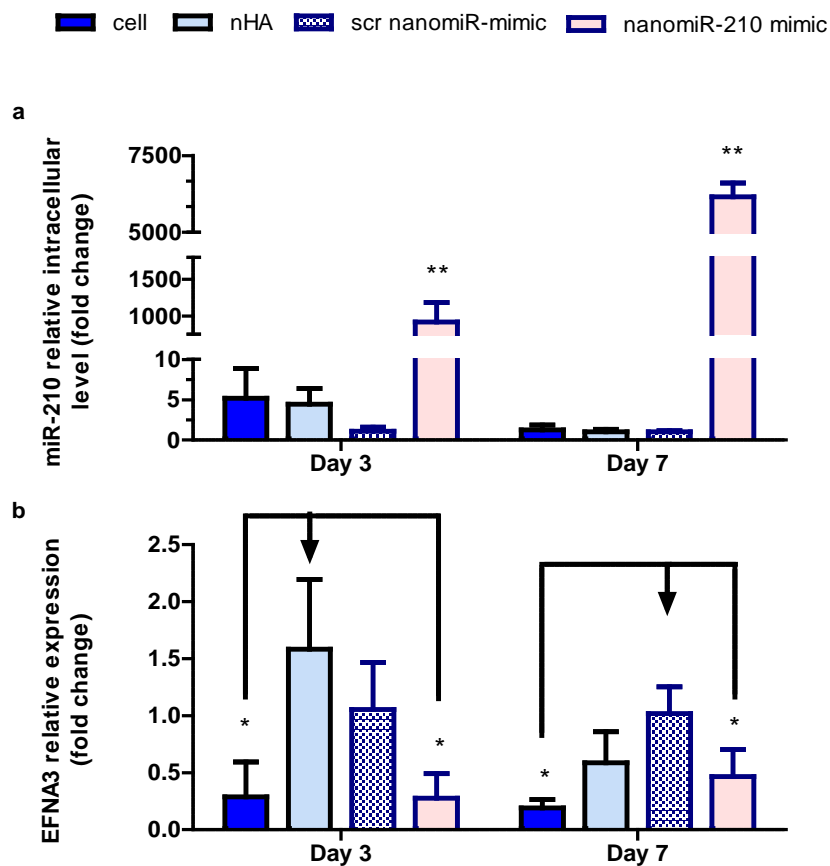 cell nHA scr nanomiR-mimic nanomiR-210 mimic
a
miR-210 relative intracellular
level (fold change)
7500
5000
1500
1000
10
5
0
**
**
Day 3 Day 7
b
EFNA3 relative expression
(fold change)
2.5
2.0
1.5
1.0
0.5
0.0
*
*
*
*
Day 3 Day 7